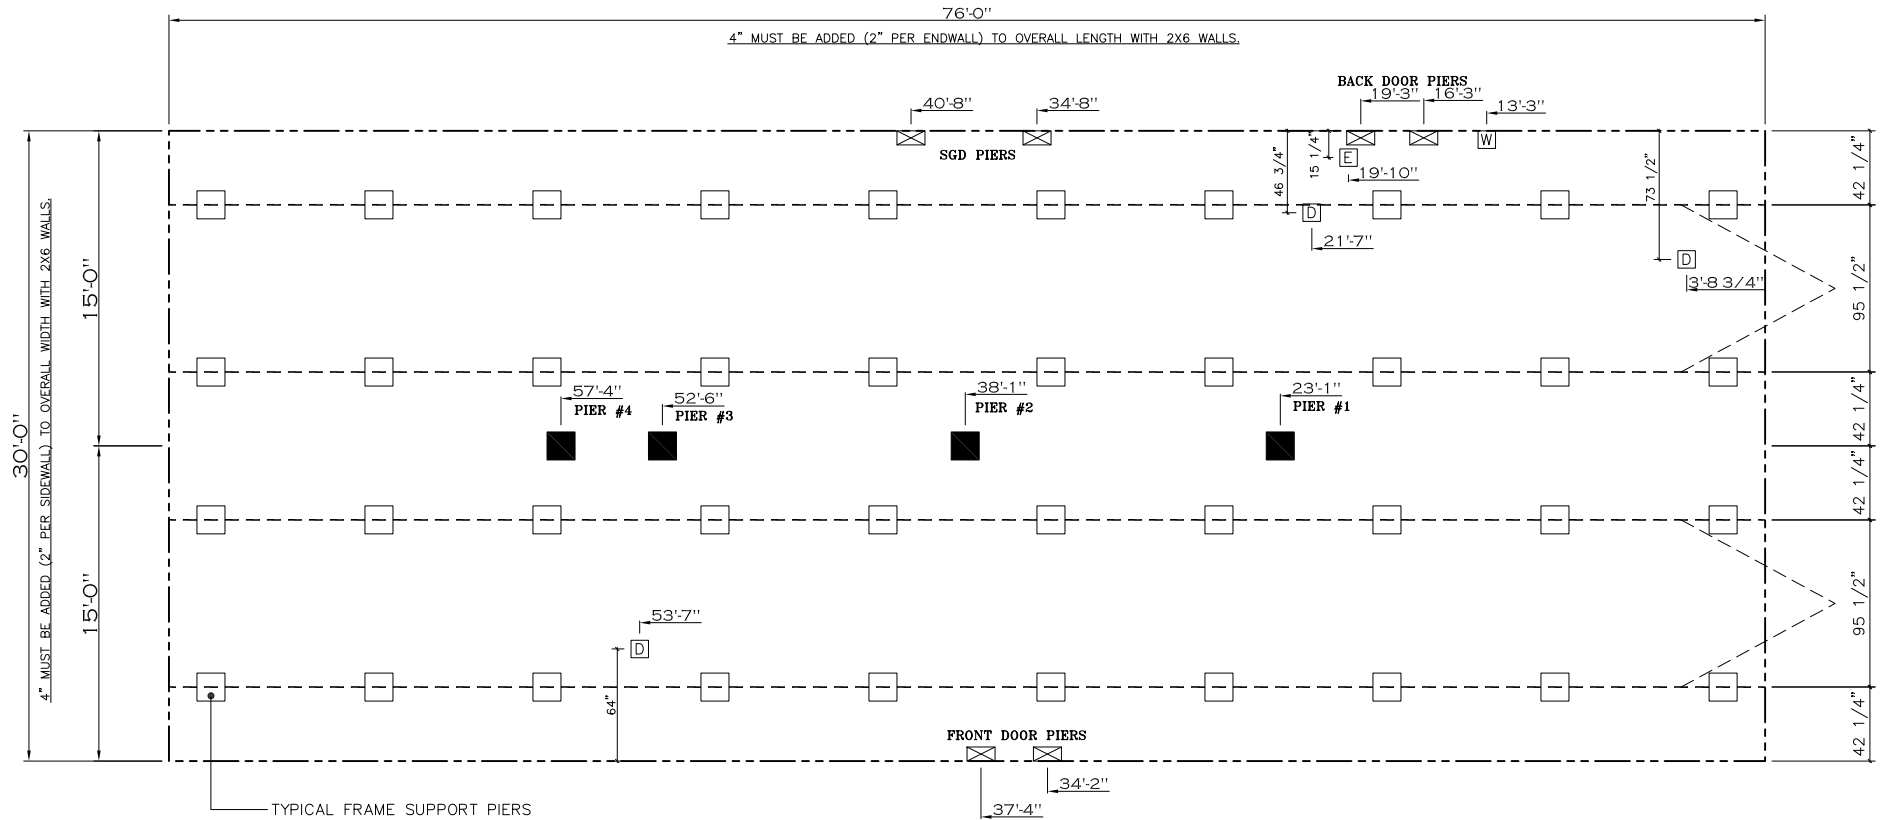 76'-0"
4" MUST BE ADDED (2" PER ENDWALL) TO OVERALL LENGTH WITH 2X6 WALLS.
BACK DOOR PIERS
40'-8"
34'-8"
19'-3"
16'-3"
13'-3"
SGD PIERS
W
E
15 1/4"
46 3/4"
19'-10"
73 1/2"
42 1/4"
D
21'-7"
D
3'-8 3/4"
95 1/2"
15'-0"
30'-0"
4" MUST BE ADDED (2" PER SIDEWALL) TO OVERALL WIDTH WITH 2X6 WALLS.
57'-4"
PIER #4
52'-6"
PIER #3
38'-1"
PIER #2
23'-1"
PIER #1
42 1/4"
42 1/4"
15'-0"
95 1/2"
53'-7"
D
64"
42 1/4"
FRONT DOOR PIERS
34'-2"
37'-4"
TYPICAL FRAME SUPPORT PIERS